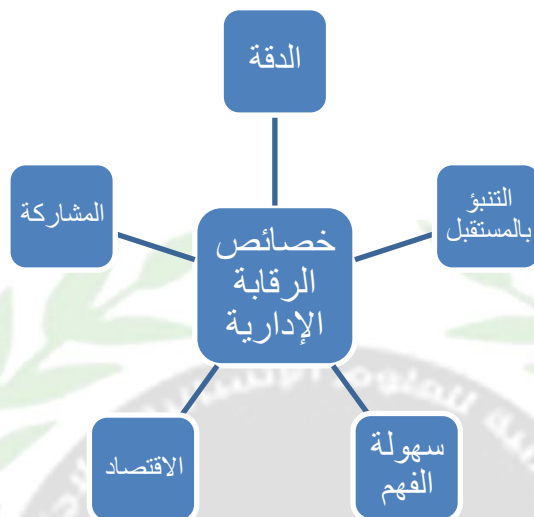 الدقة
التنبؤ
بالمستقبل
المشاركة
خصائص
الرقابة
الإدارية
سهولة
الفهم
الاقتصاد